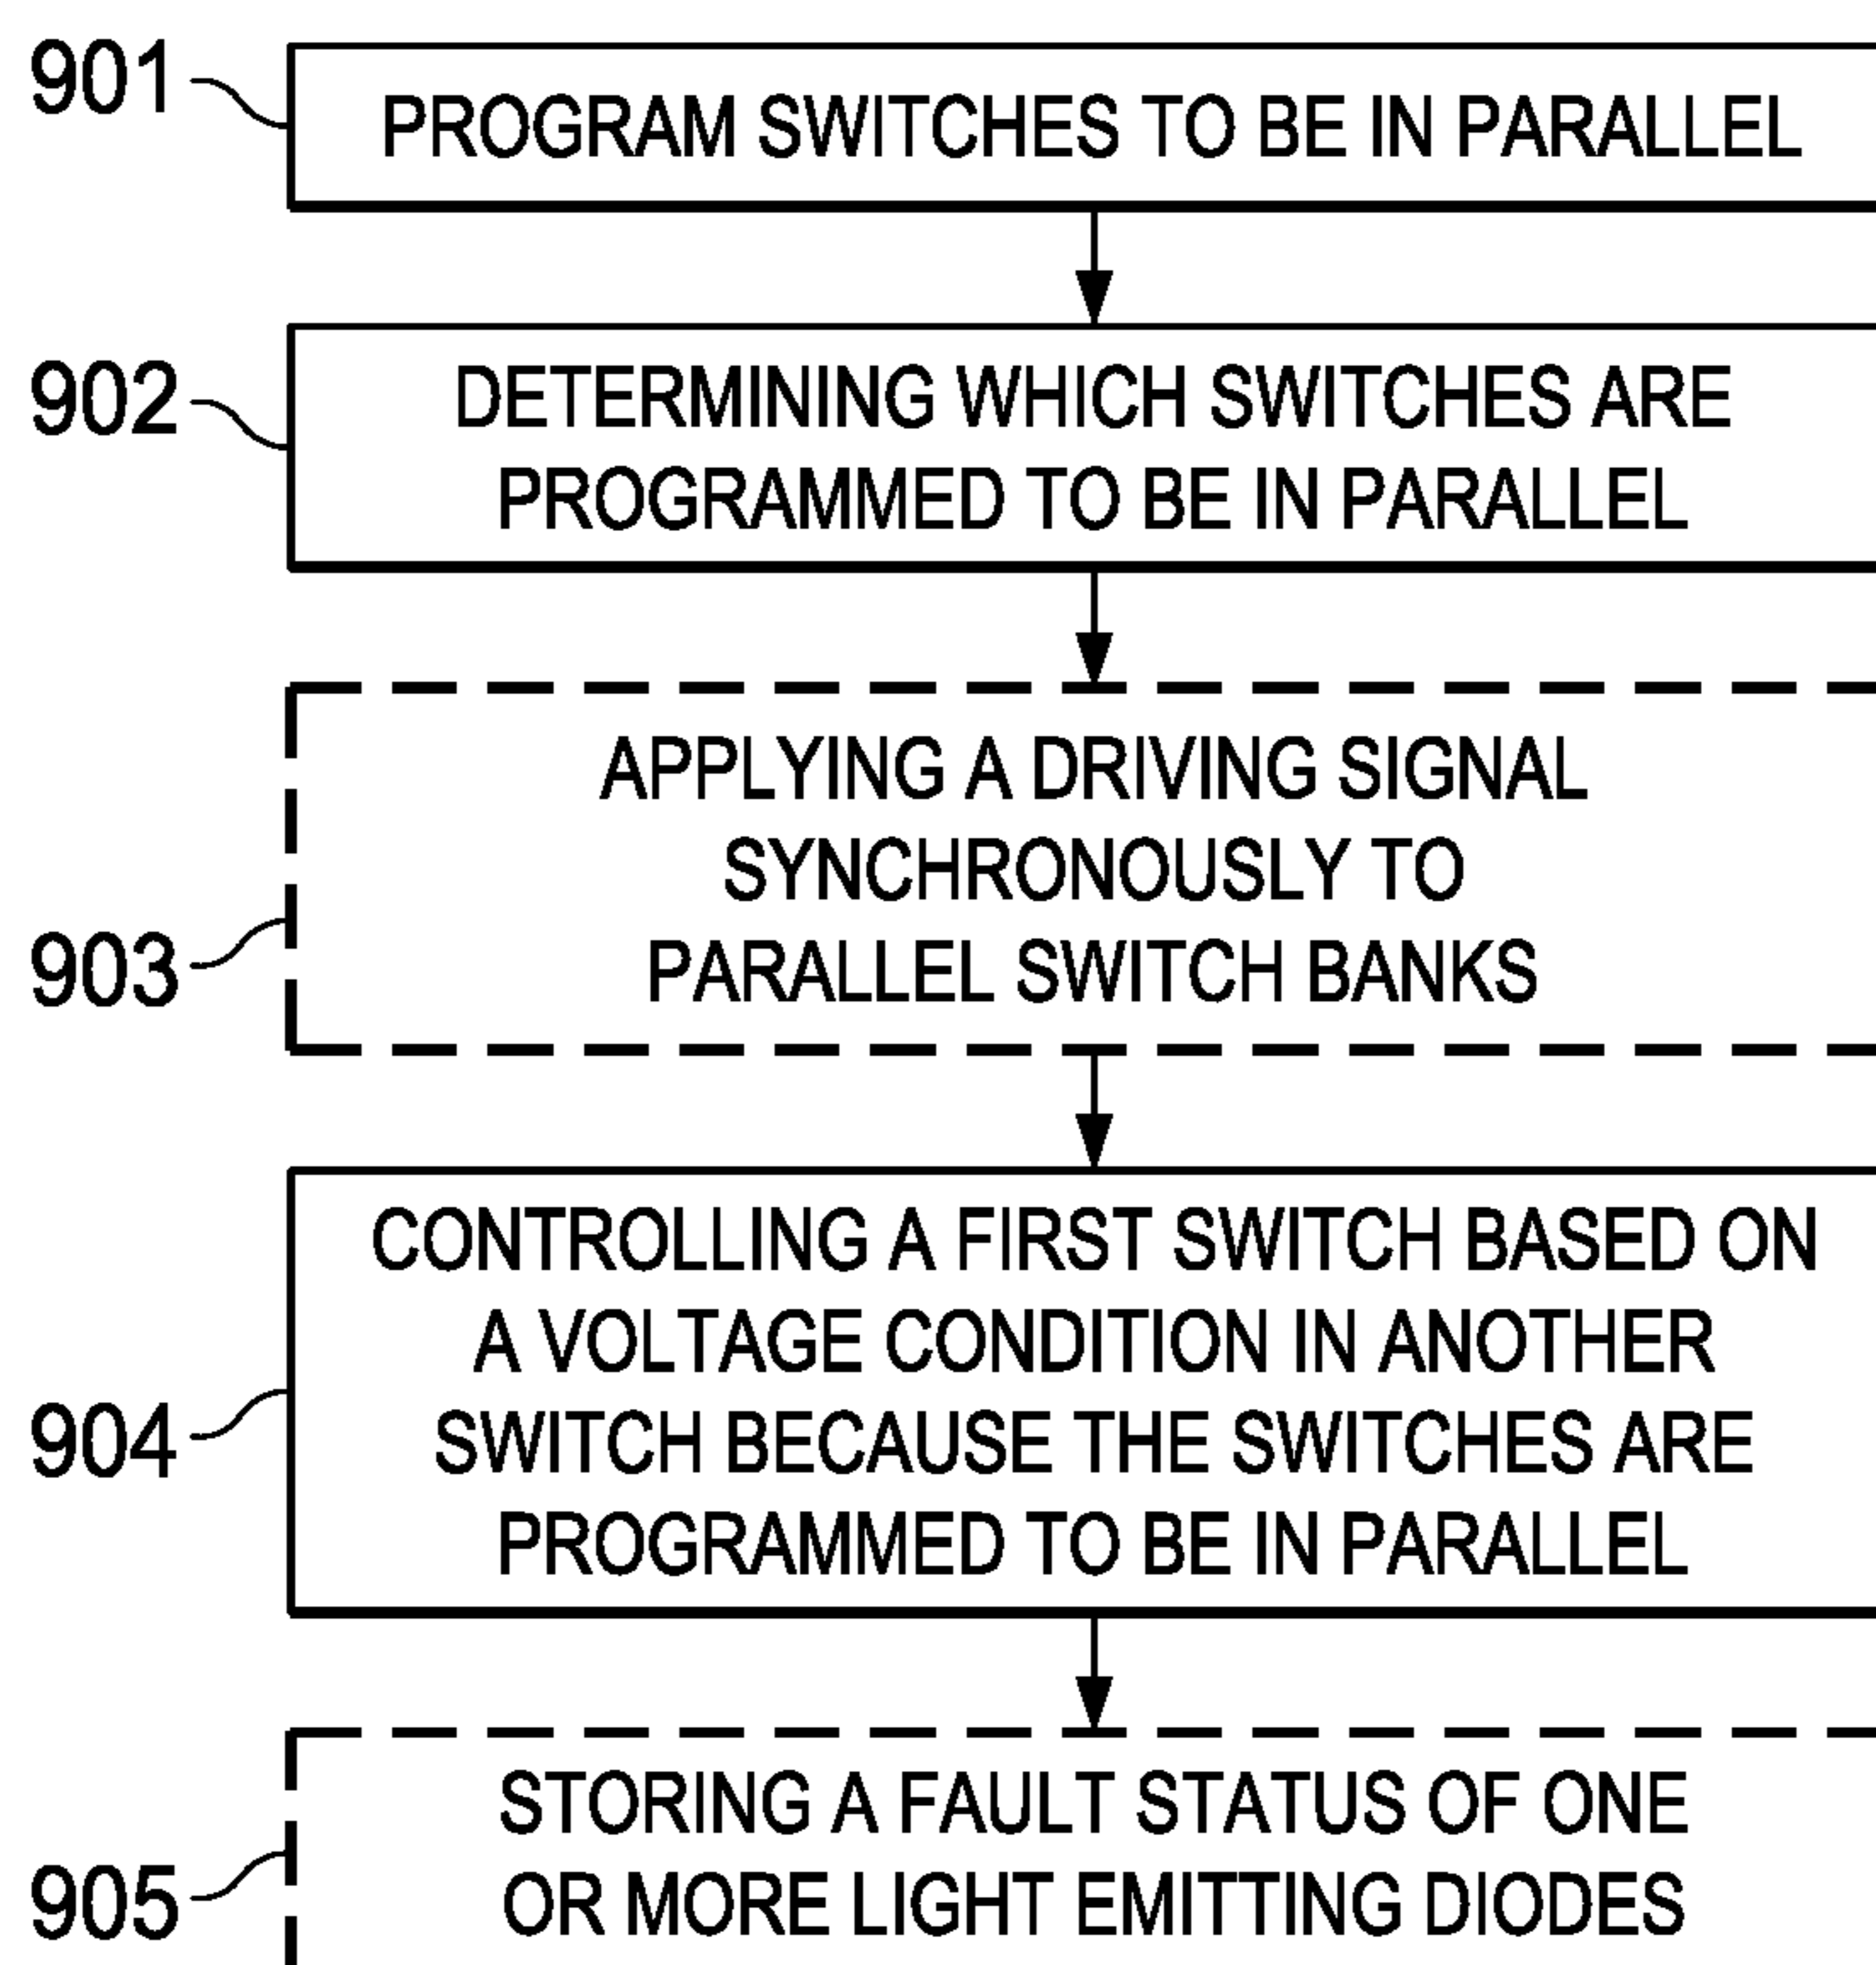 901
PROGRAM SWITCHES TO BE IN PARALLEL
902
DETERMINING WHICH SWITCHES ARE
PROGRAMMED TO BE IN PARALLEL
903
APPLYING A DRIVING SIGNAL
SYNCHRONOUSLY TO
PARALLEL SWITCH BANKS
904
CONTROLLING A FIRST SWITCH BASED ON
A VOLTAGE CONDITION IN ANOTHER
SWITCH BECAUSE THE SWITCHES ARE
PROGRAMMED TO BE IN PARALLEL
905
STORING A FAULT STATUS OF ONE
OR MORE LIGHT EMITTING DIODES